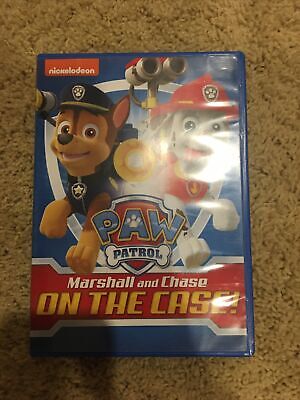 nickelodeon
PAW
PATROL
Marshall and Chase
ON THE CASE!